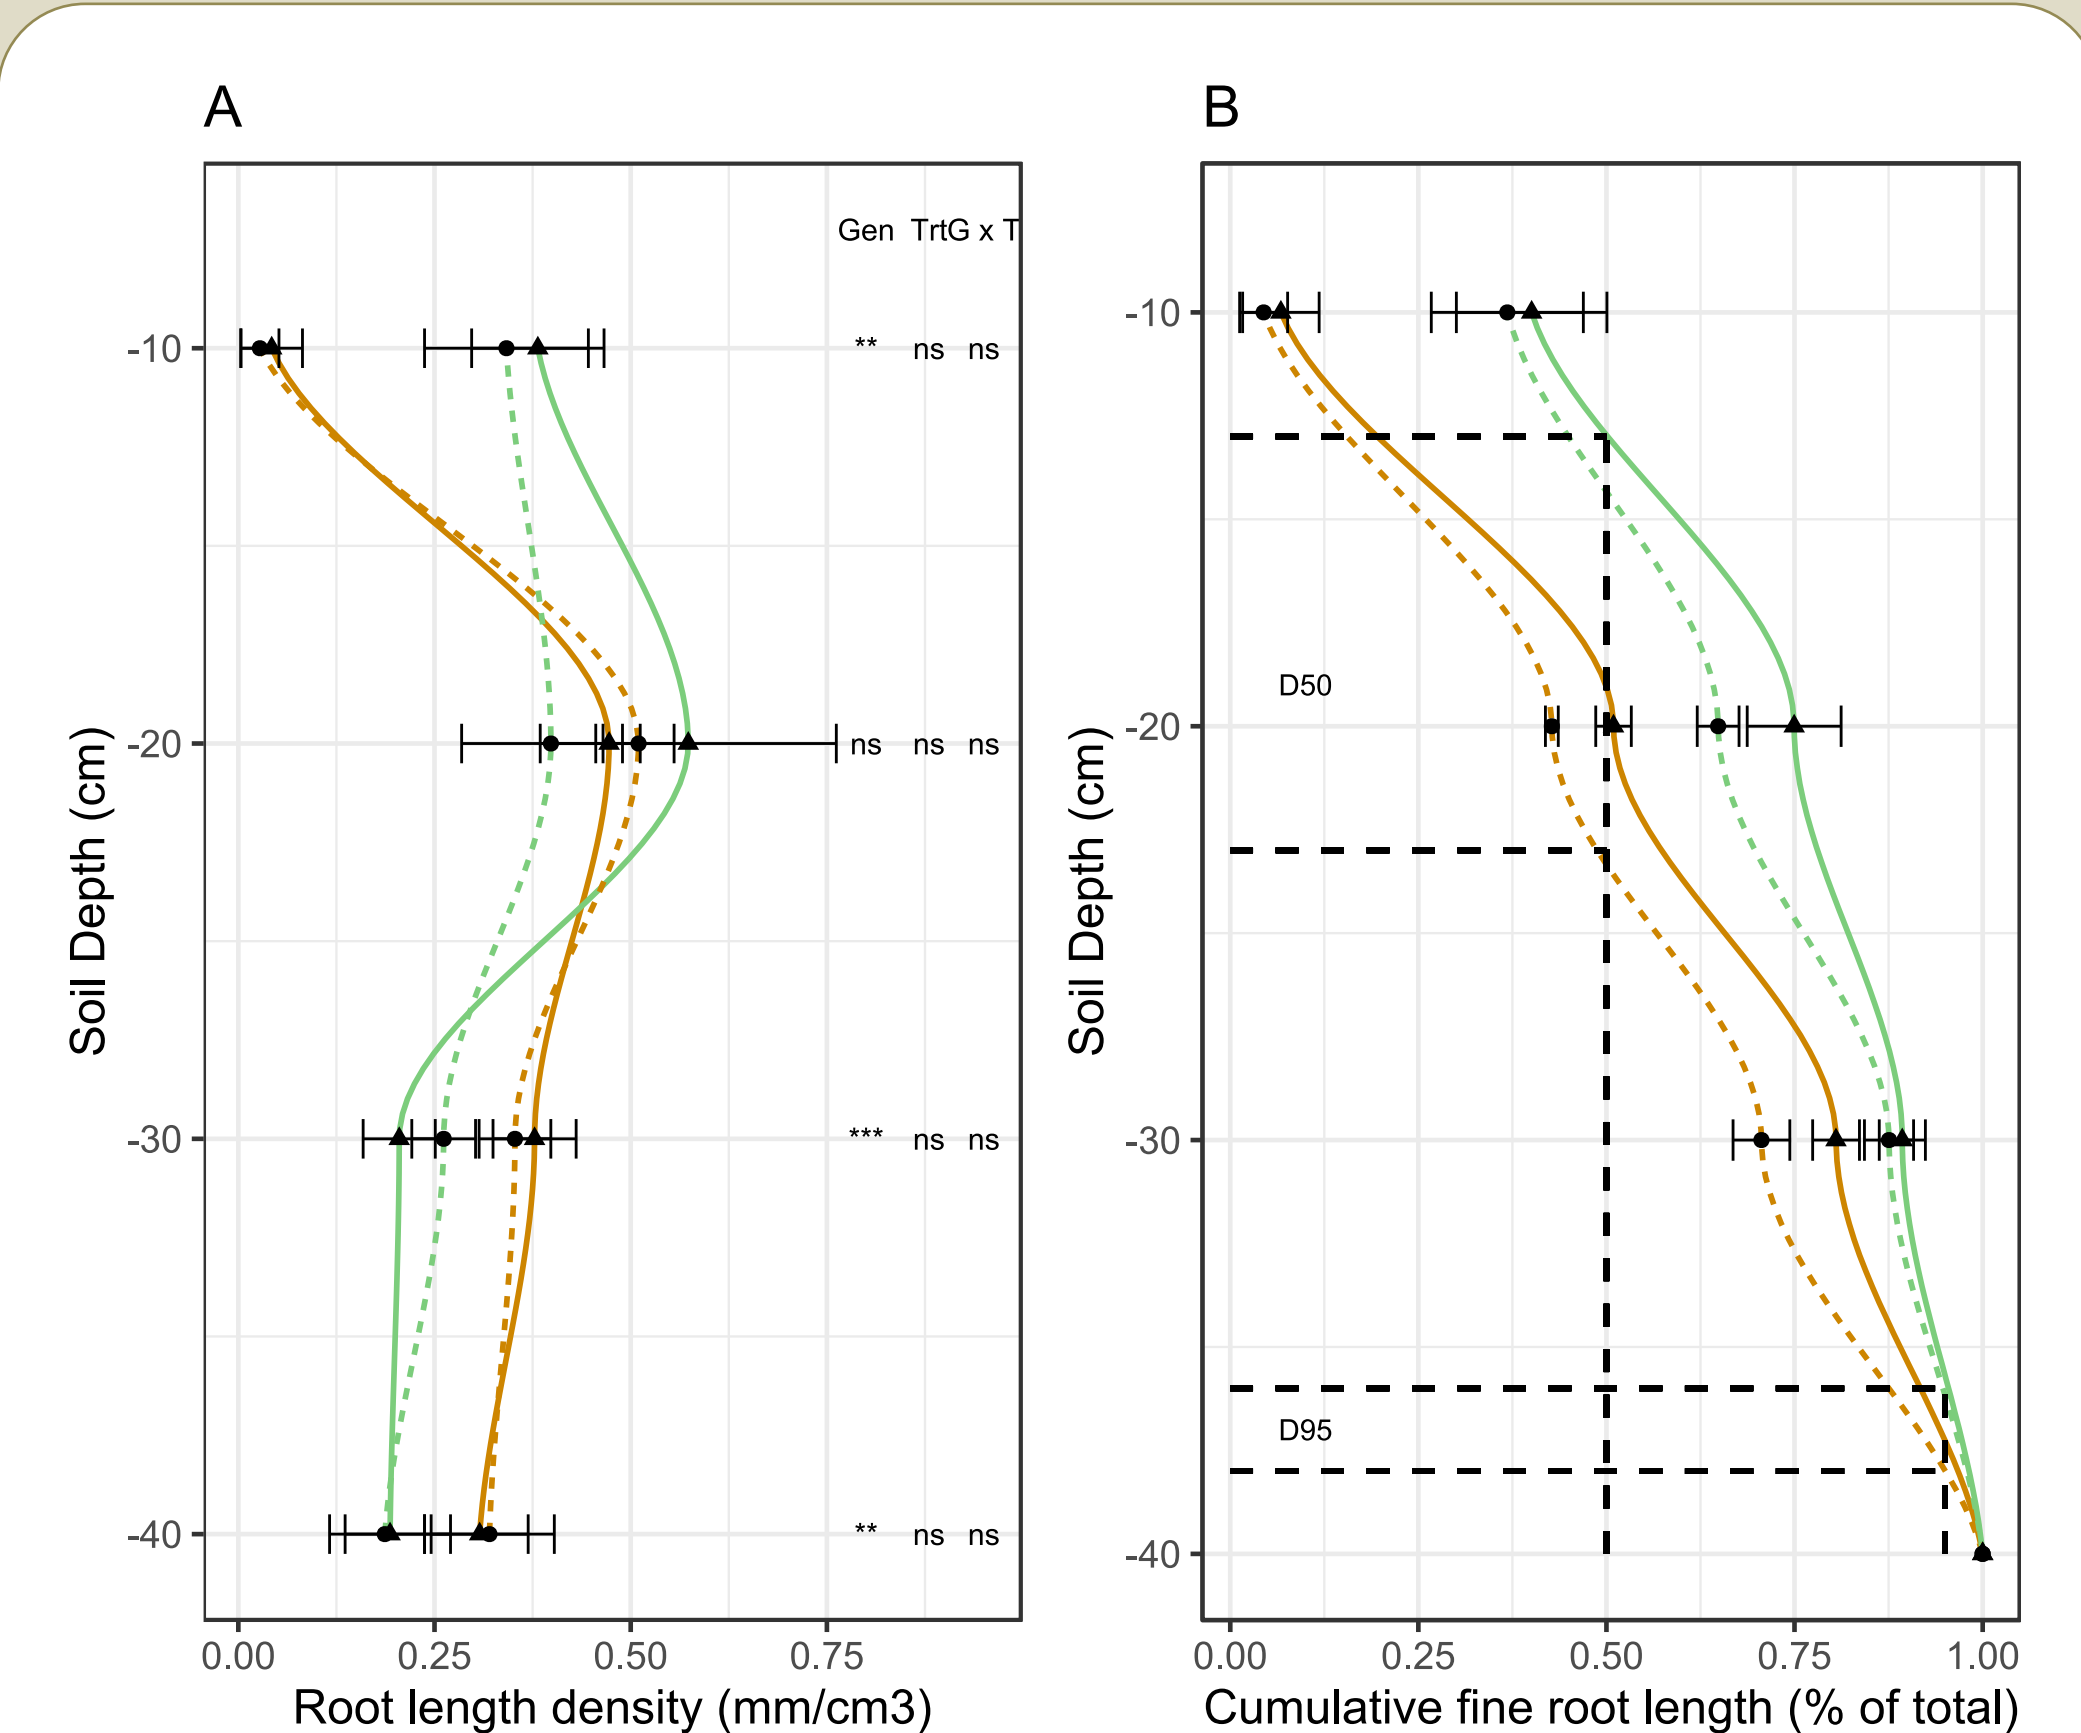 A
Gen TrtG x T
-10
** ns ns
-20
ns ns ns
-30
*** ns ns
-40
** ns ns
Soil Depth (cm)
0.00 0.25 0.50 0.75
Root length density (mm/cm3)
B
-10
D50
-20
-30
D95
-40
Soil Depth (cm)
0.00 0.25 0.50 0.75 1.00
Cumulative fine root length (% of total)